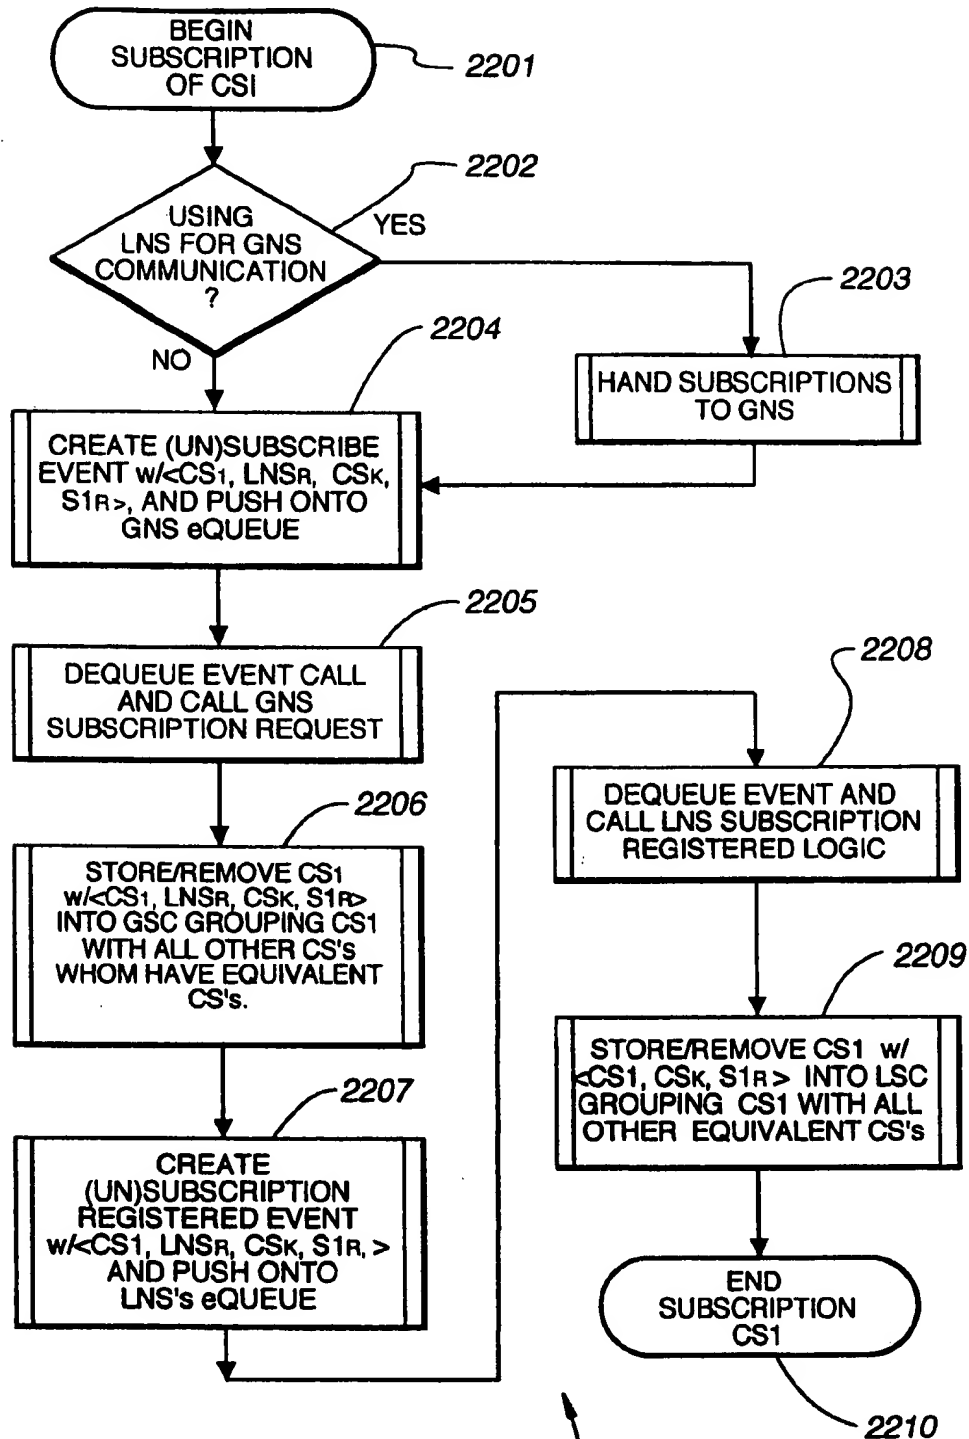 BEGIN
SUBSCRIPTION
OF CSI
2201
2202
USING
LNS FOR GNS
COMMUNICATION
?
YES
NO
2203
HAND SUBSCRIPTIONS
TO GNS
2204
CREATE (UN)SUBSCRIBE
EVENT w/<CS1, LNSR, CSK,
S1R>, AND PUSH ONTO
GNS eQUEUE
2205
DEQUEUE EVENT CALL
AND CALL GNS
SUBSCRIPTION REQUEST
2206
STORE/REMOVE CS1
w/<CS1, LNSR, CSK, S1R>
INTO GSC GROUPING CS1
WITH ALL OTHER CS's
WHOM HAVE EQUIVALENT
CS's.
2207
CREATE
(UN)SUBSCRIPTION
REGISTERED EVENT
w/<CS1, LNSR, CSK, S1R, >
AND PUSH ONTO
LNS's eQUEUE
2208
DEQUEUE EVENT AND
CALL LNS SUBSCRIPTION
REGISTERED LOGIC
2209
STORE/REMOVE CS1 w/
<CS1, CSK, S1R > INTO LSC
GROUPING CS1 WITH ALL
OTHER EQUIVALENT CS's
END
SUBSCRIPTION
CS1
2210